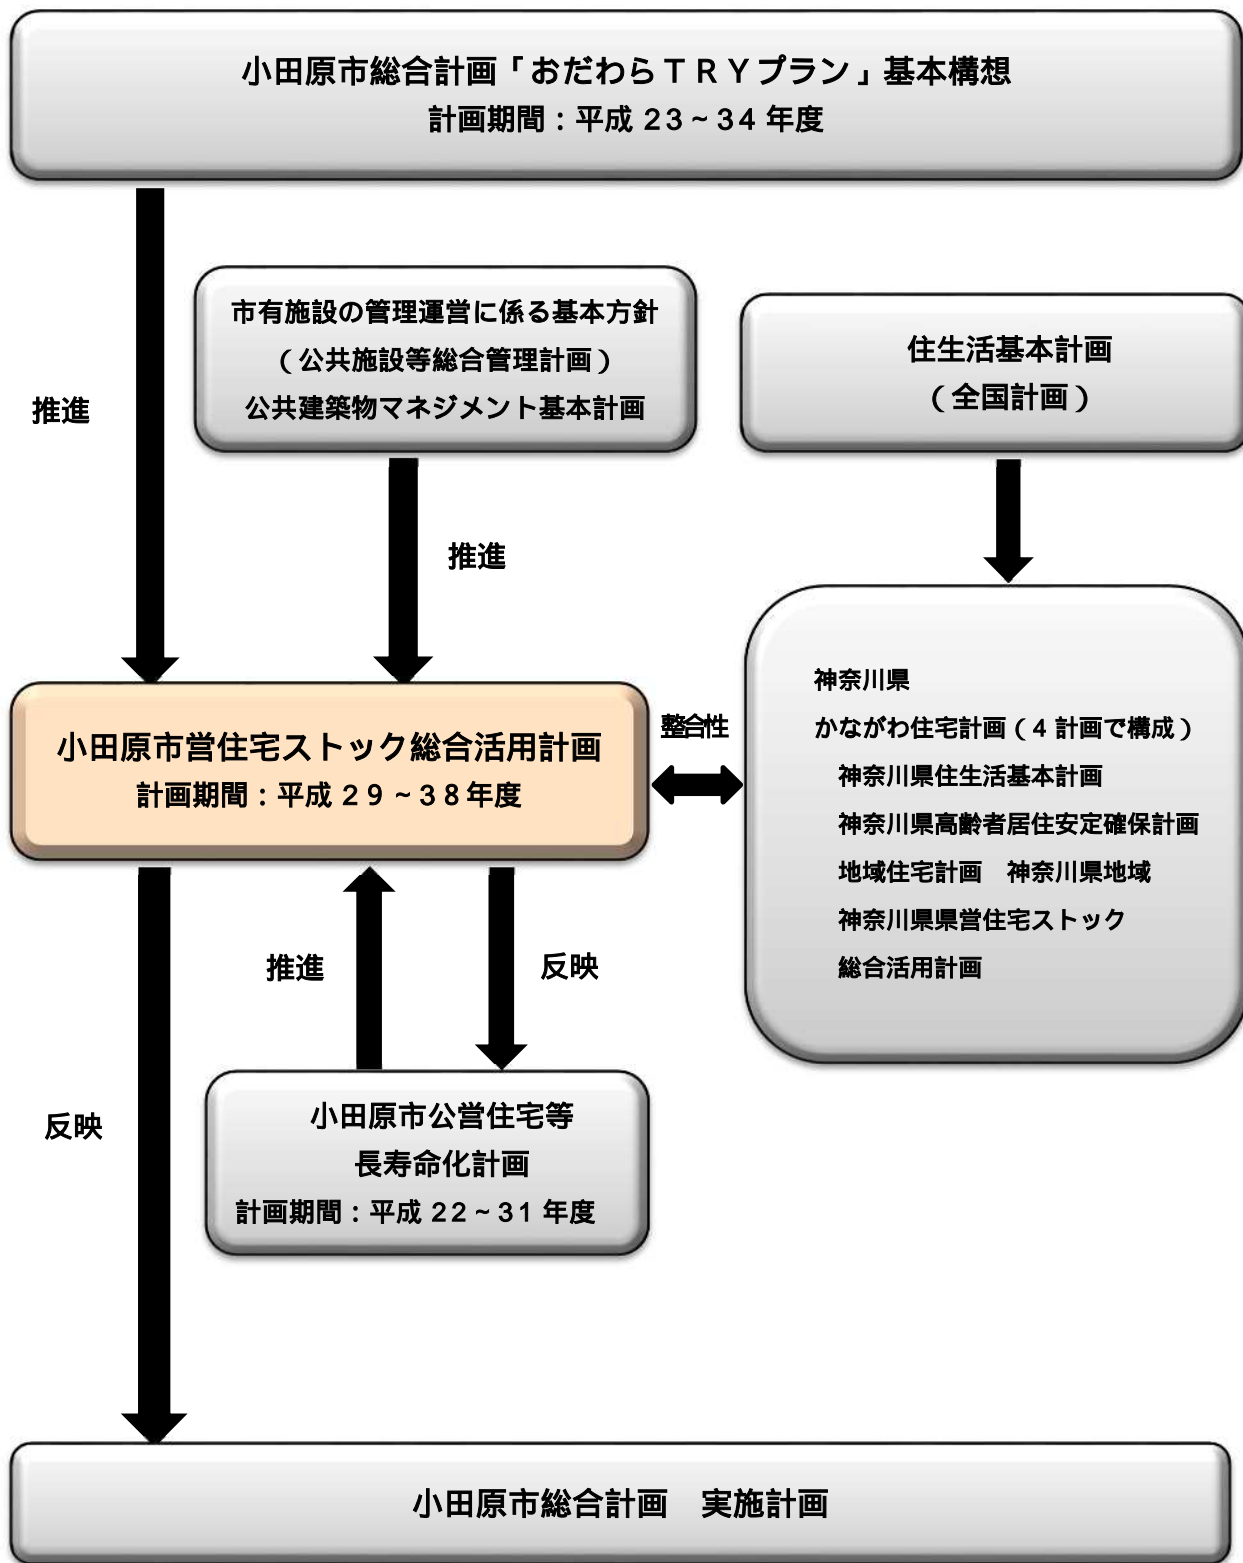 小田原市総合計画「おだわらＴＲＹプラン」基本構想
計画期間：平成 23～34 年度
市有施設の管理運営に係る基本方針
（公共施設等総合管理計画）
公共建築物マネジメント基本計画
住生活基本計画
（全国計画）
推進
推進
神奈川県
かながわ住宅計画（4 計画で構成）
神奈川県住生活基本計画
神奈川県高齢者居住安定確保計画
地域住宅計画　神奈川県地域
神奈川県県営住宅ストック
総合活用計画
整合性
小田原市営住宅ストック総合活用計画
計画期間：平成 ２９～３８年度
推進
反映
反映
小田原市公営住宅等
長寿命化計画
計画期間：平成 22～31 年度
小田原市総合計画　実施計画